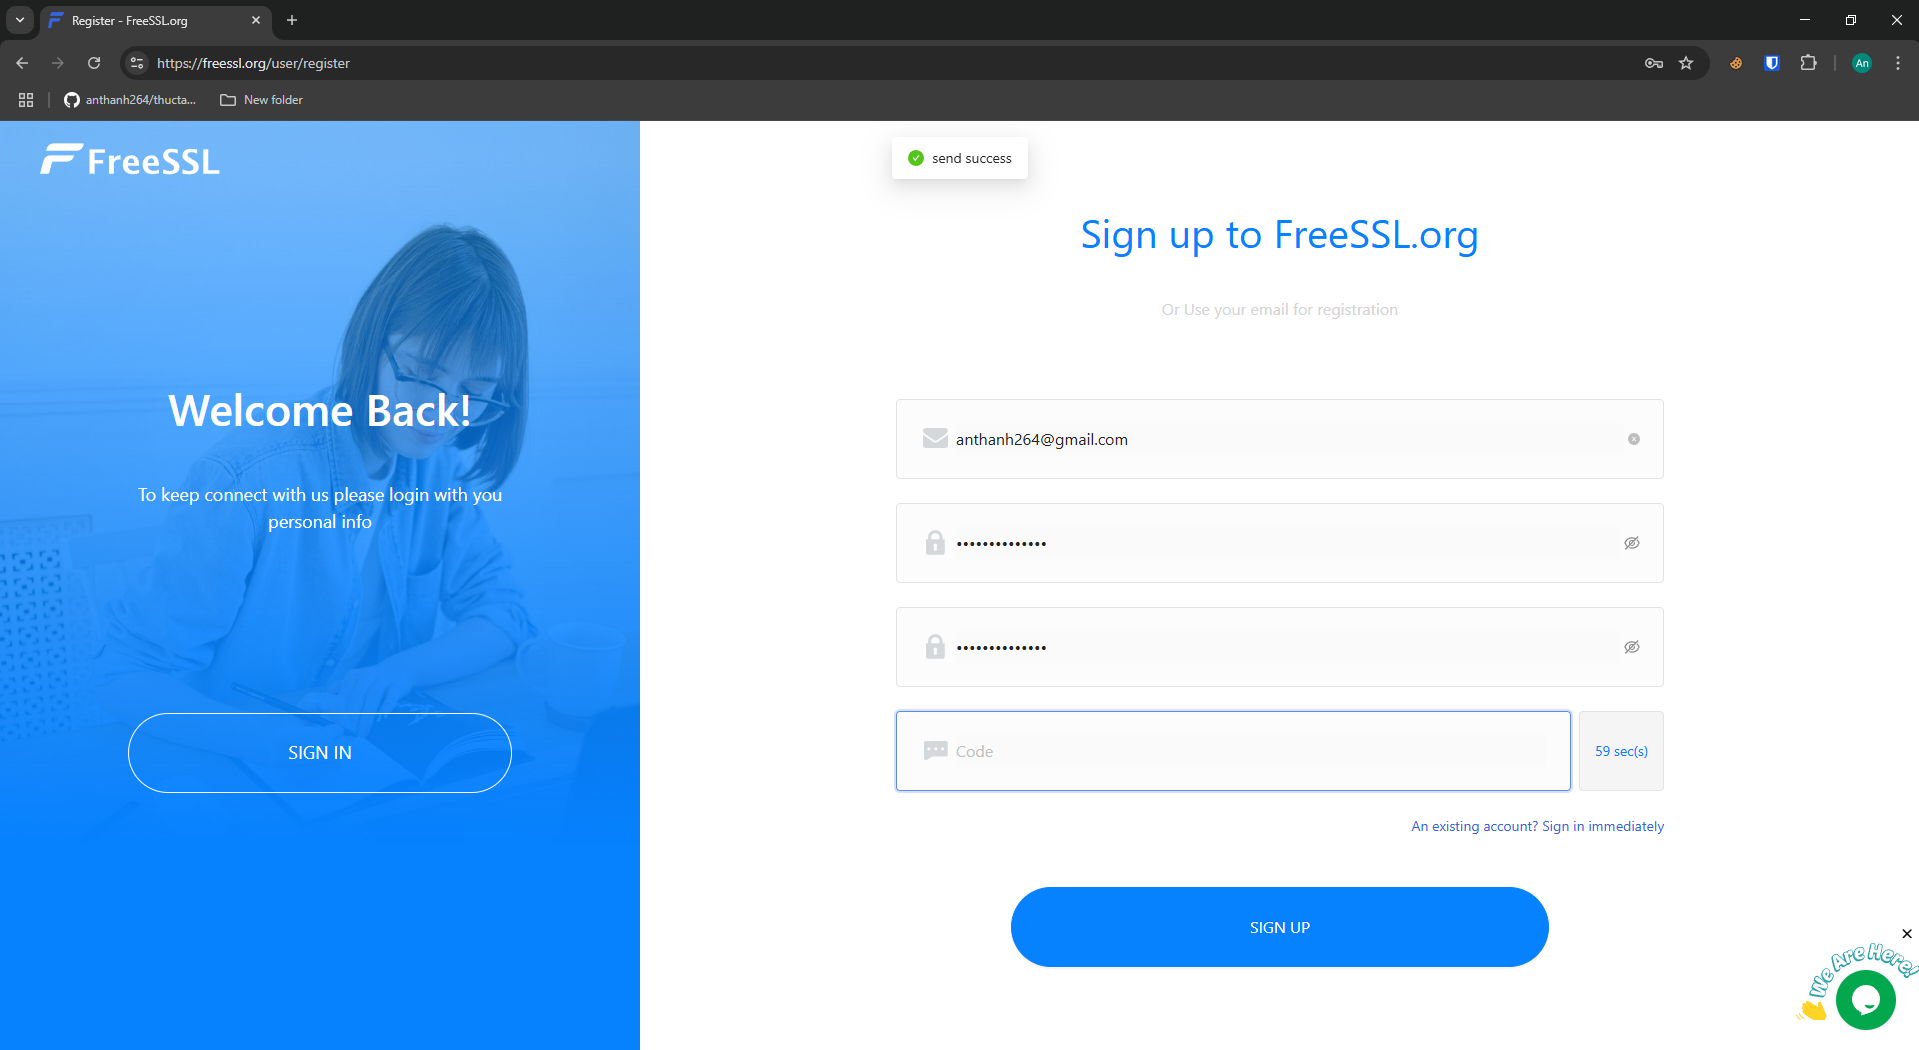 Register - FreeSSL.org
https://freessl.org/user/register
An
anthanh264/thucta...
New folder
FreeSSL
send success
Sign up to FreeSSL.org
Or Use your email for registration
Welcome Back!
To keep connect with us please login with you
personal info
SIGN IN
anthanh264@gmail.com
••••••••••••••
••••••••••••••
Code
59 sec(s)
An existing account? Sign in immediately
SIGN UP
We Are Here!